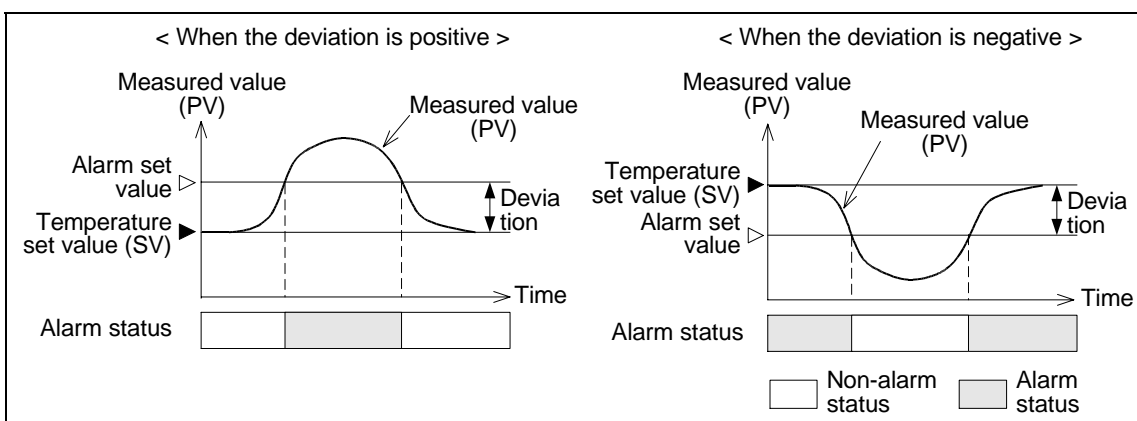 < When the deviation is positive >
Measured value
(PV)
Measured value
(PV)
Alarm set
value
Temperature
set value (SV)
Devia
tion
Time
Alarm status
< When the deviation is negative >
Measured value
(PV)
Measured value
(PV)
Temperature
set value (SV)
Alarm set
value
Devia
tion
Time
Alarm status
Non-alarm
status
Alarm
status